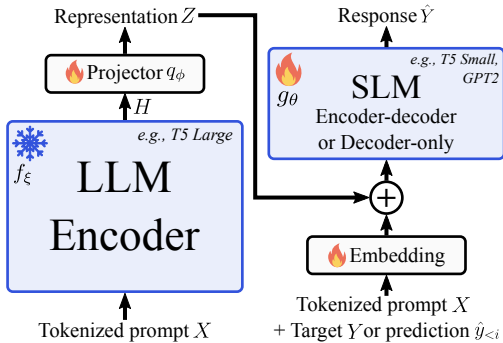 Representation Z
Projector q_ϕ
H
e.g., T5 Large
f_ξ
LLM
Encoder
Tokenized prompt X
Response Ŷ
e.g., T5 Small,
GPT2
g_θ
SLM
Encoder-decoder
or Decoder-only
+
Embedding
Tokenized prompt X
+ Target Y or prediction ŷ_{<i}